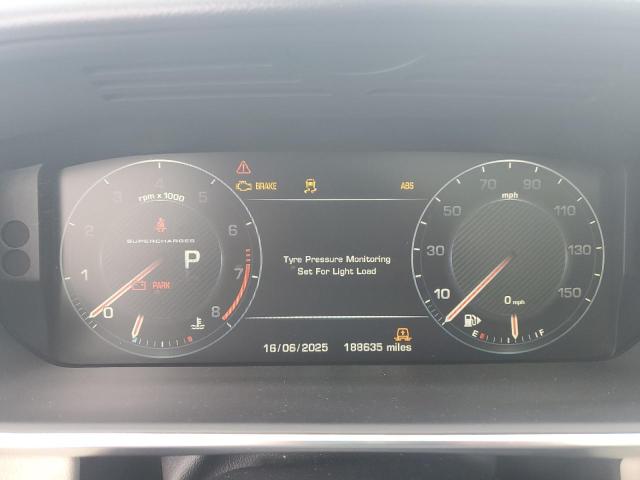 3 4 5
rpm x 1000
2 6
SUPERCHARGED
P
1 7
PARK
0 8
BRAKE
ABS
Tyre Pressure Monitoring
Set For Light Load
16/06/2025 188635 miles
70 90
mph
50 110
30 130
10 150
0 mph
E F